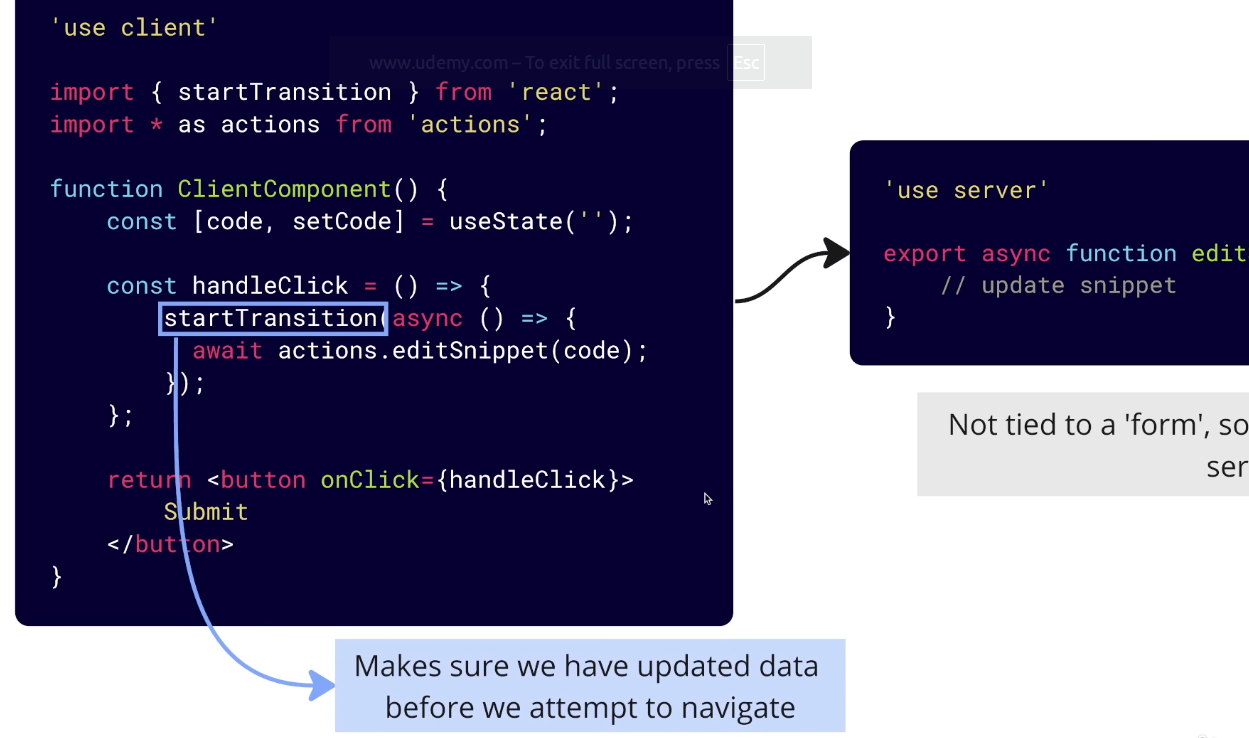 'use client'
www.udemy.com – To exit full screen, press Esc
import { startTransition } from 'react';
import * as actions from 'actions';
function ClientComponent() {
const [code, setCode] = useState('');
const handleClick = () => {
startTransition(async () => {
await actions.editSnippet(code);
});
};
return <button onClick={handleClick}>
Submit
</button>
}
Makes sure we have updated data
before we attempt to navigate
'use server'
export async function edit
// update snippet
}
Not tied to a 'form', so
ser